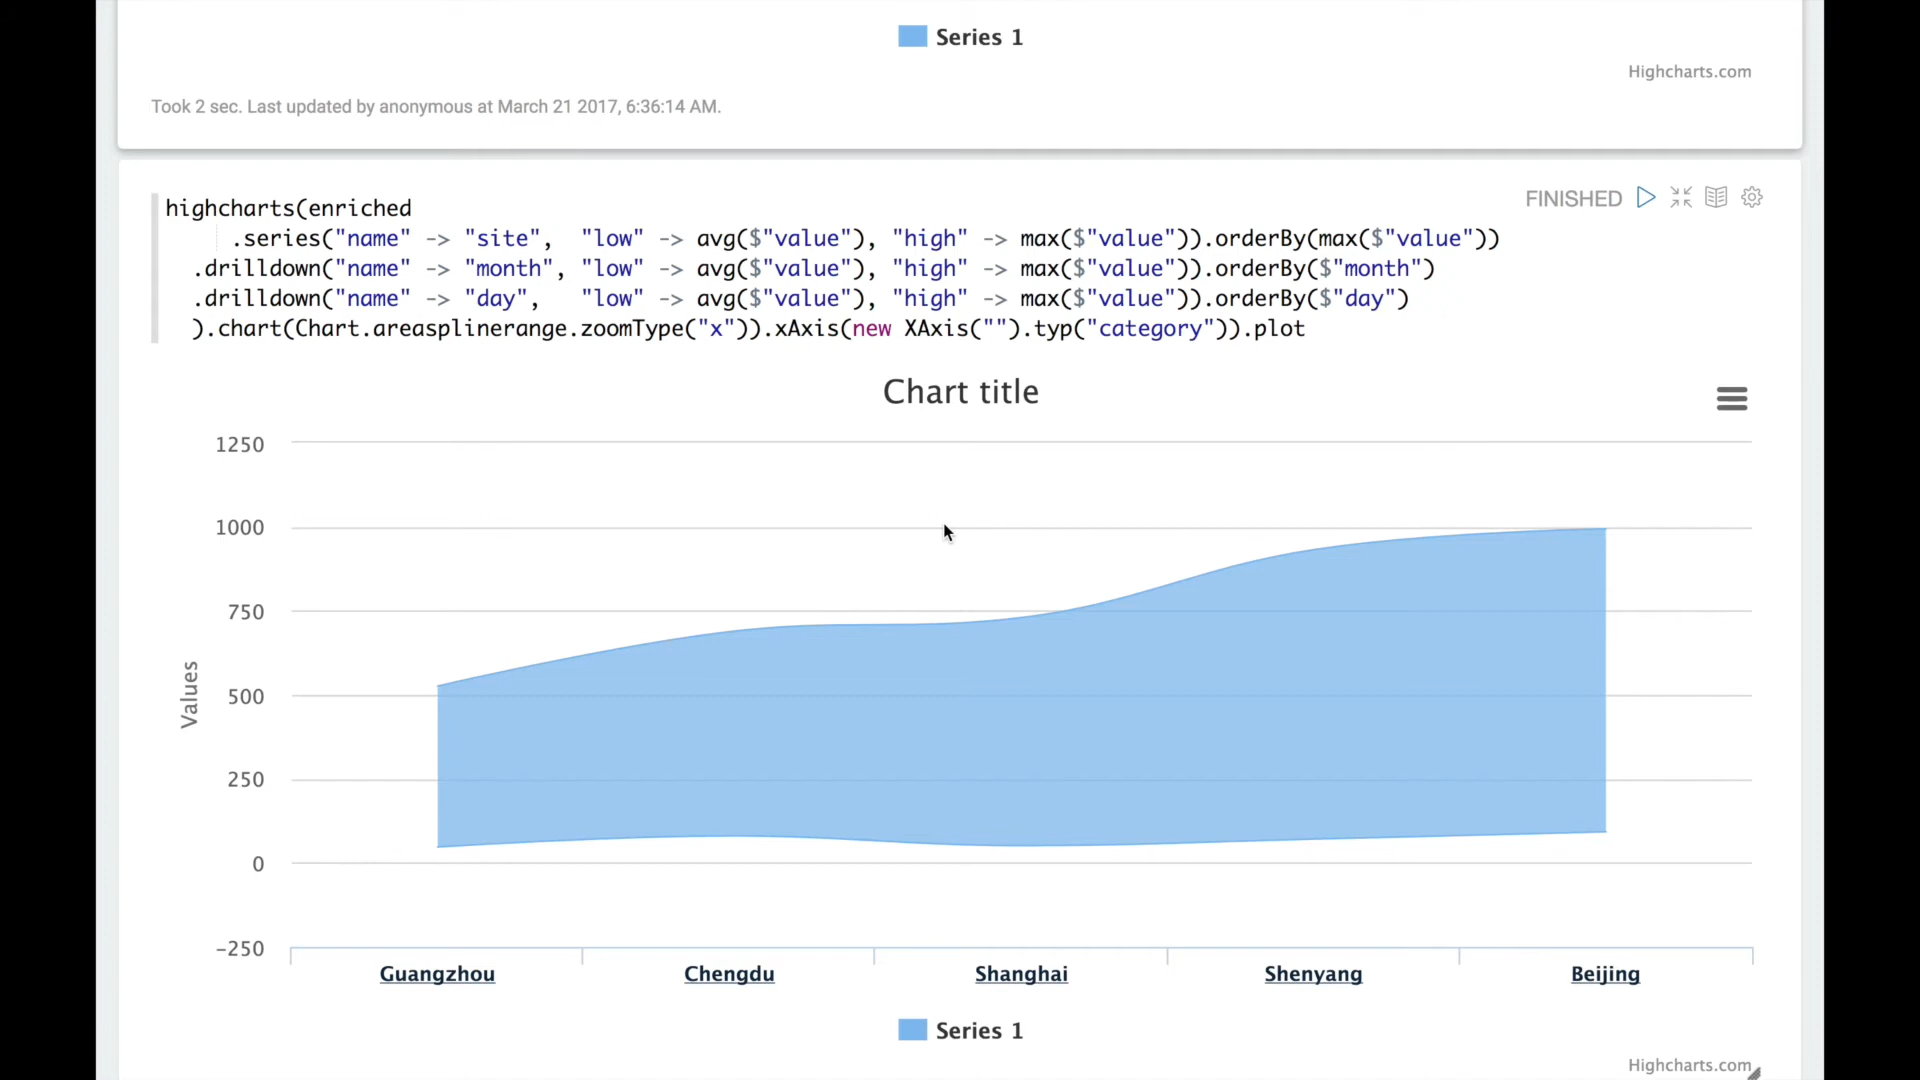 Series 1
Highcharts.com
Took 2 sec. Last updated by anonymous at March 21 2017, 6:36:14 AM.
FINISHED
highcharts(enriched
.series("name" -> "site", "low" -> avg($"value"), "high" -> max($"value")).orderBy(max($"value"))
.drilldown("name" -> "month", "low" -> avg($"value"), "high" -> max($"value")).orderBy($"month")
.drilldown("name" -> "day", "low" -> avg($"value"), "high" -> max($"value")).orderBy($"day")
).chart(Chart.areasplinerange.zoomType("x")).xAxis(new XAxis("").typ("category")).plot
Chart title
1250
1000
750
500
250
0
-250
Values
Guangzhou Chengdu Shanghai Shenyang Beijing
Series 1
Highcharts.com